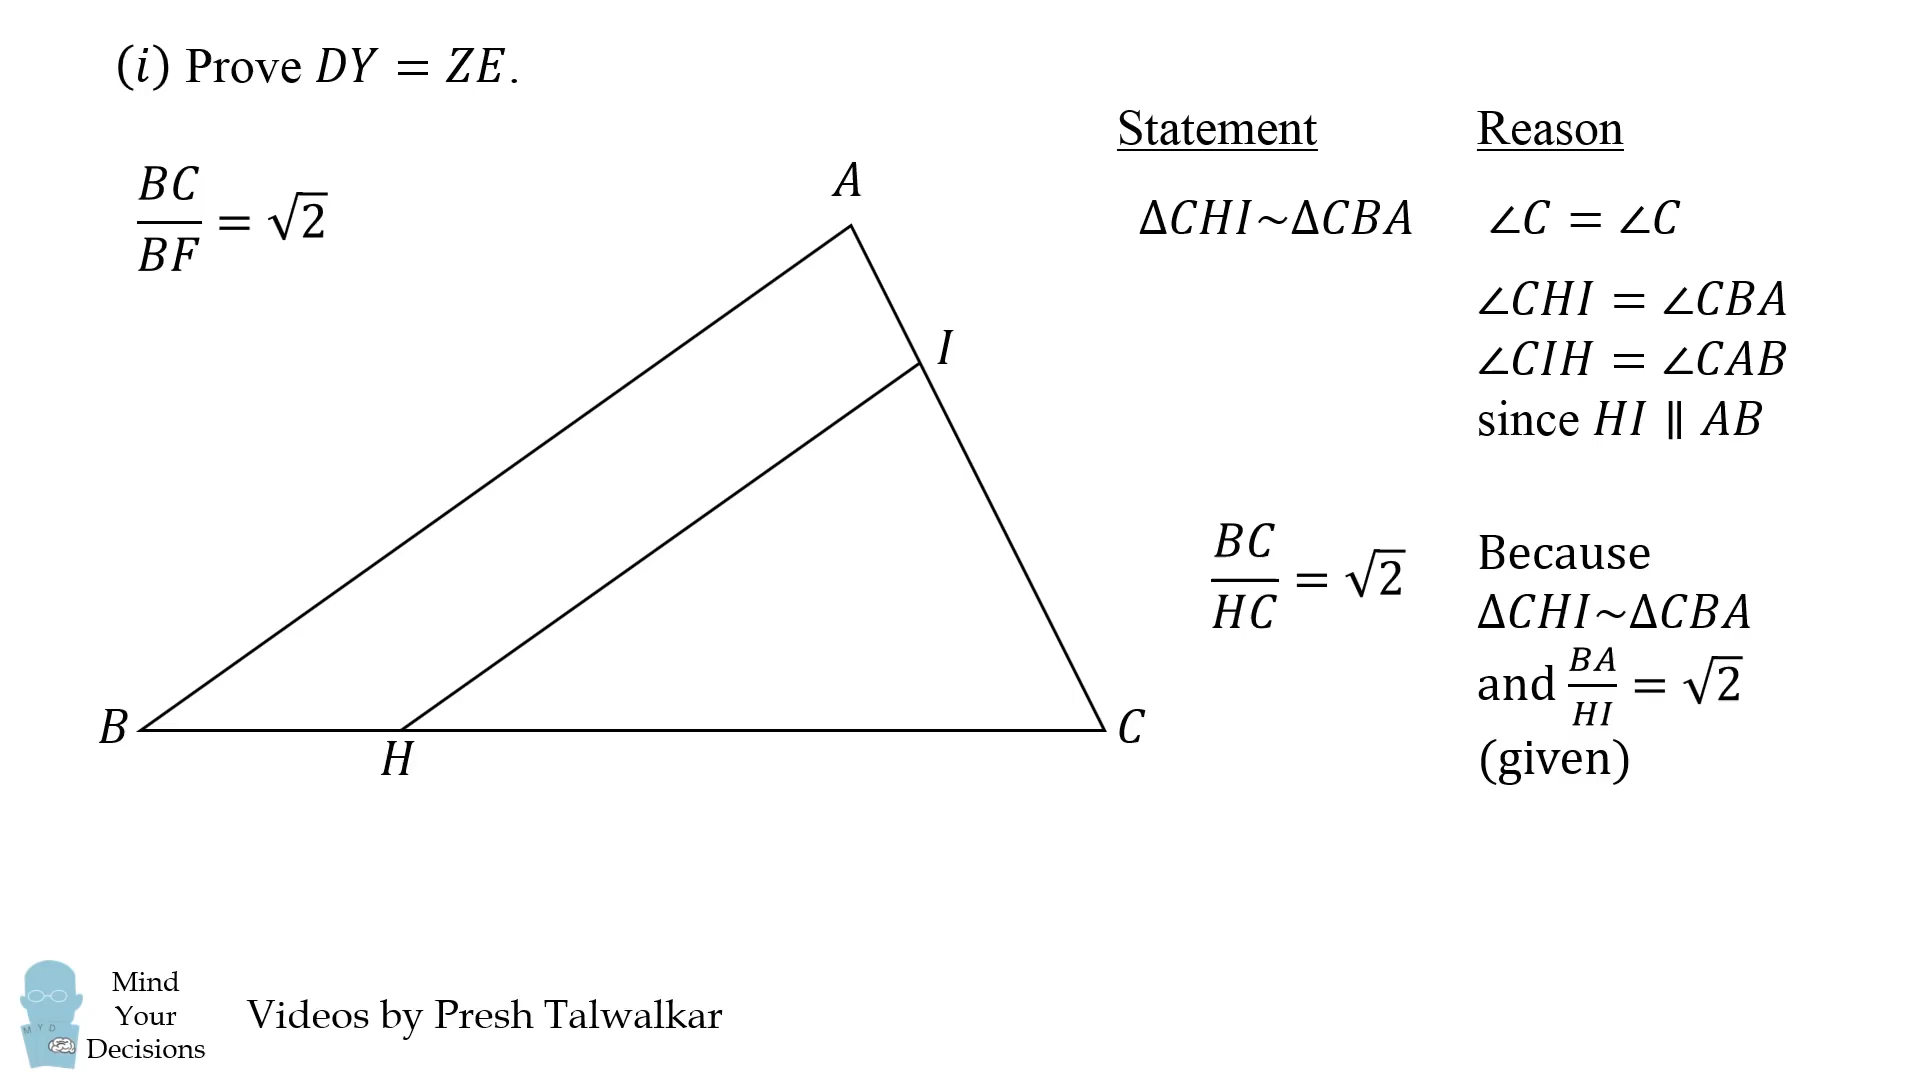 (i) Prove DY = ZE.
Statement
Reason
BC/BF = √2
A
I
B
H
C
ΔCHI~ΔCBA
∠C = ∠C
∠CHI = ∠CBA
∠CIH = ∠CAB
since HI ∥ AB
BC/HC = √2
Because
ΔCHI~ΔCBA
and BA/HI = √2
(given)
M Y D
Mind
Your
Decisions
Videos by Presh Talwalkar